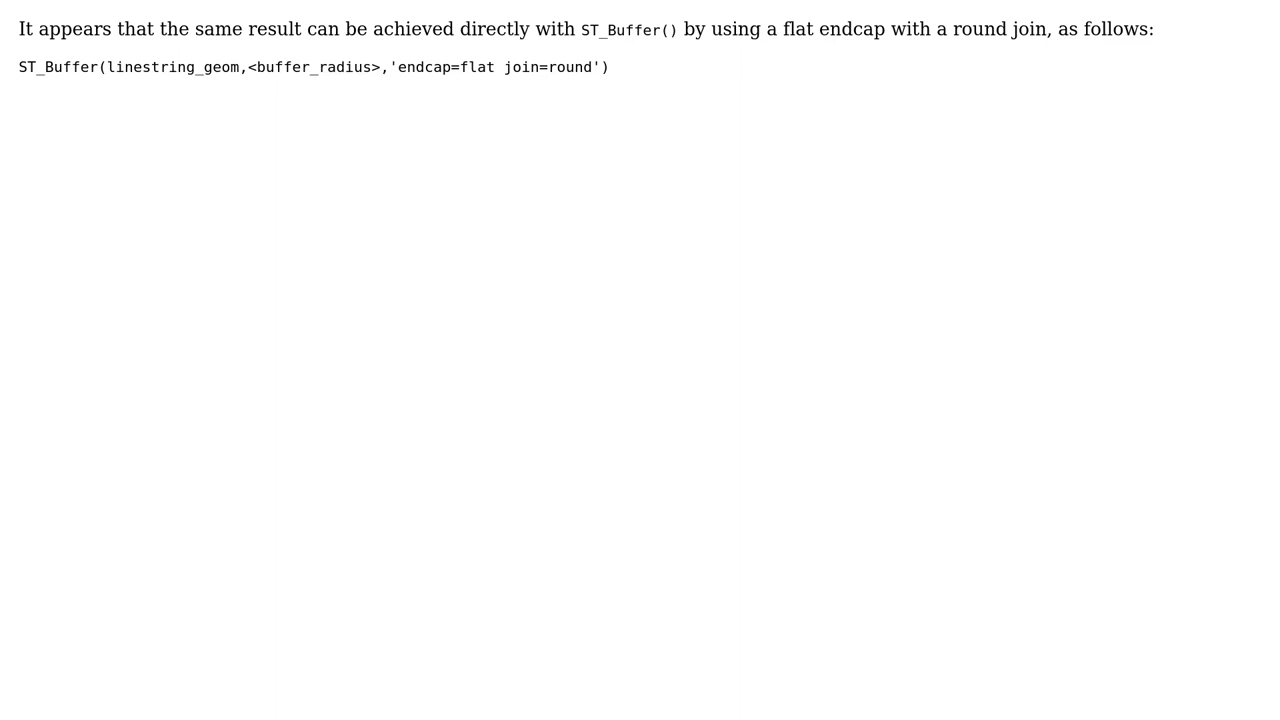 It appears that the same result can be achieved directly with ST_Buffer() by using a flat endcap with a round join, as follows:
ST_Buffer(linestring_geom,<buffer_radius>,'endcap=flat join=round')